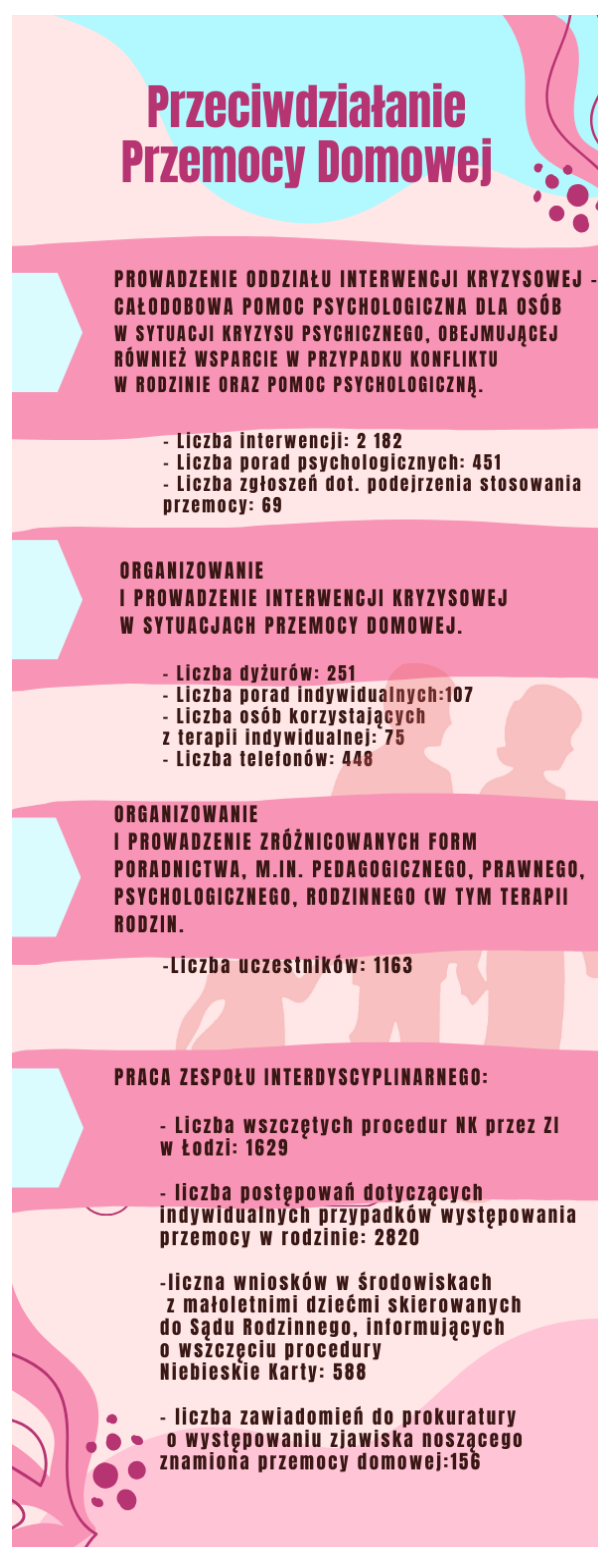 Przeciwdziałanie
Przemocy Domowej
PROWADZENIE ODDZIAŁU INTERWENCJI KRYZYSOWEJ -
CAŁODOBOWA POMOC PSYCHOLOGICZNA DLA OSÓB
W SYTUACJI KRYZYSU PSYCHICZNEGO, OBEJMUJĄCEJ
RÓWNIEŻ WSPARCIE W PRZYPADKU KONFLIKTU
W RODZINIE ORAZ POMOC PSYCHOLOGICZNĄ.
- Liczba interwencji: 2 182
- Liczba porad psychologicznych: 451
- Liczba zgłoszeń dot. podejrzenia stosowania
przemocy: 69
ORGANIZOWANIE
I PROWADZENIE INTERWENCJI KRYZYSOWEJ
W SYTUACJACH PRZEMOCY DOMOWEJ.
- Liczba dyżurów: 251
- Liczba porad indywidualnych:107
- Liczba osób korzystających
z terapii indywidualnej: 75
- Liczba telefonów: 448
ORGANIZOWANIE
I PROWADZENIE ZRÓŻNICOWANYCH FORM
PORADNICTWA, M.IN. PEDAGOGICZNEGO, PRAWNEGO,
PSYCHOLOGICZNEGO, RODZINNEGO (W TYM TERAPII
RODZIN.
-Liczba uczestników: 1163
PRACA ZESPOŁU INTERDYSCYPLINARNEGO:
- Liczba wszczętych procedur NK przez ZI
w Łodzi: 1629
- liczba postępowań dotyczących
indywidualnych przypadków występowania
przemocy w rodzinie: 2820
-liczna wniosków w środowiskach
z małoletnimi dziećmi skierowanych
do Sądu Rodzinnego, informujących
o wszczęciu procedury
Niebieskie Karty: 588
- liczba zawiadomień do prokuratury
o występowaniu zjawiska noszącego
znamiona przemocy domowej:156